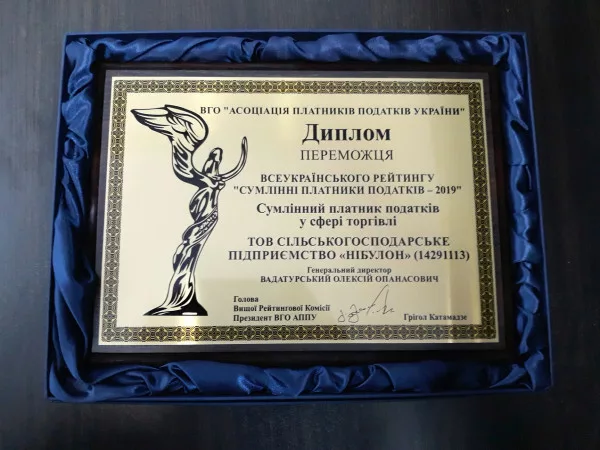 ВГО "АСОЦІАЦІЯ ПЛАТНИКІВ ПОДАТКІВ УКРАЇНИ"
Диплом
ПЕРЕМОЖЦЯ
ВСЕУКРАЇНСЬКОГО РЕЙТИНГУ
"СУМЛІННІ ПЛАТНИКИ ПОДАТКІВ – 2019"
Сумлінний платник податків
у сфері торгівлі
ТОВ СІЛЬСЬКОГОСПОДАРСЬКЕ
ПІДПРИЄМСТВО «НІБУЛОН» (14291113)
Генеральний директор
ВАДАТУРСЬКИЙ ОЛЕКСІЙ ОПАНАСОВИЧ
Голова
Вищої Рейтингової Комісії
Президент ВГО АППУ Грігол Катамадзе